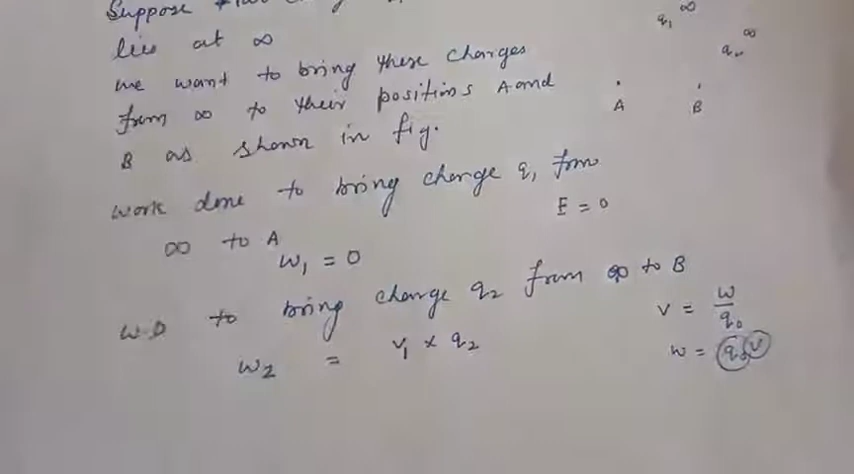 Suppose
lies at ∞
we want to bring these charges
from ∞ to their positions A and
B as shown in fig.
work done to bring charge q₁ from
∞ to A
w₁ = 0
E = 0
W.D to bring charge q₂ from ∞ to B
w₂ = V₁ × q₂
q₁ ∞
∞
A B
V = w/q₀
w = q₀V